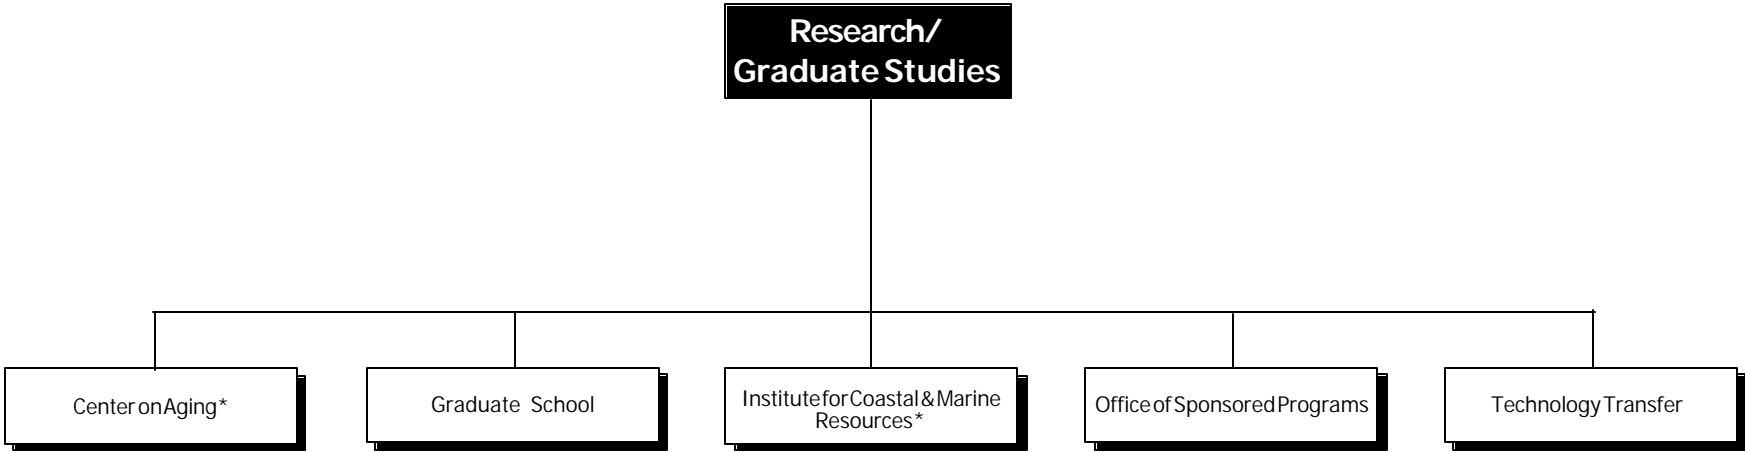 Research/
Graduate Studies
Center on Aging*
Graduate School
Institute for Coastal & Marine
Resources*
Office of Sponsored Programs
Technology Transfer